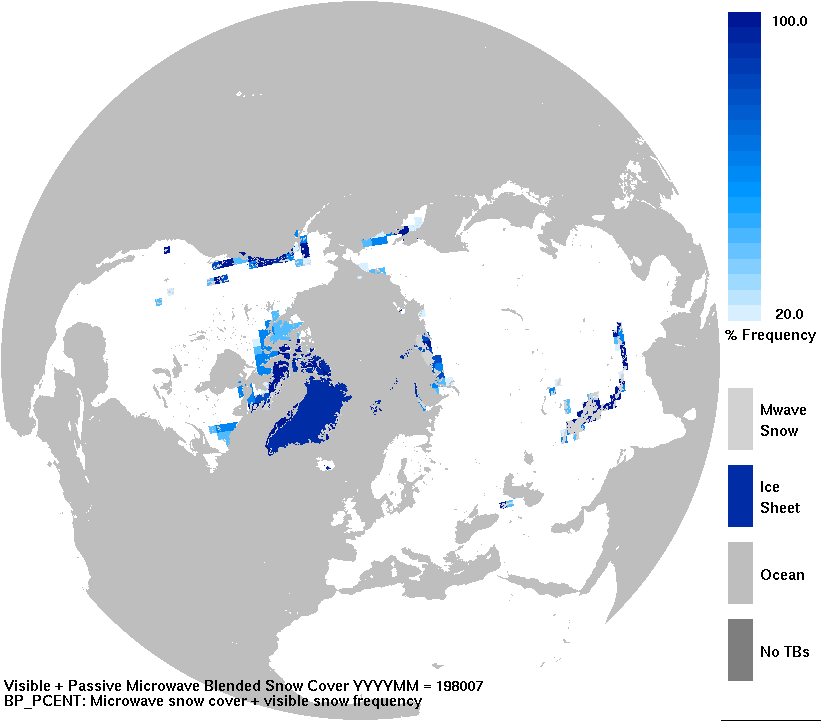 100.0
20.0
% Frequency
Mwave
Snow
Ice
Sheet
Ocean
No TBs
Visible + Passive Microwave Blended Snow Cover YYYYMM = 198007
BP_PCENT: Microwave snow cover + visible snow frequency